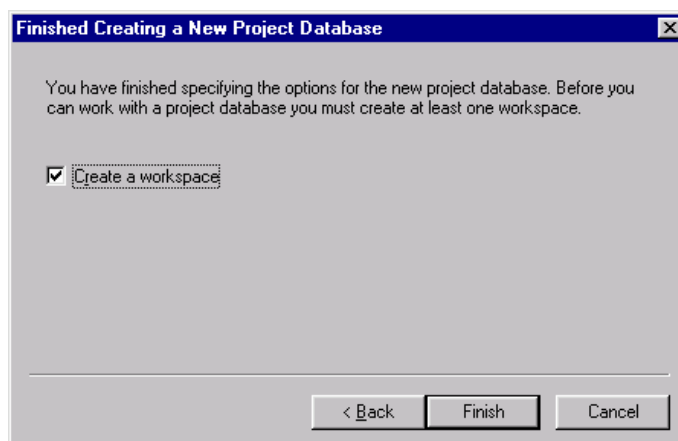 Finished Creating a New Project Database
You have finished specifying the options for the new project database. Before you
can work with a project database you must create at least one workspace.
Create a workspace
< Back
Finish
Cancel